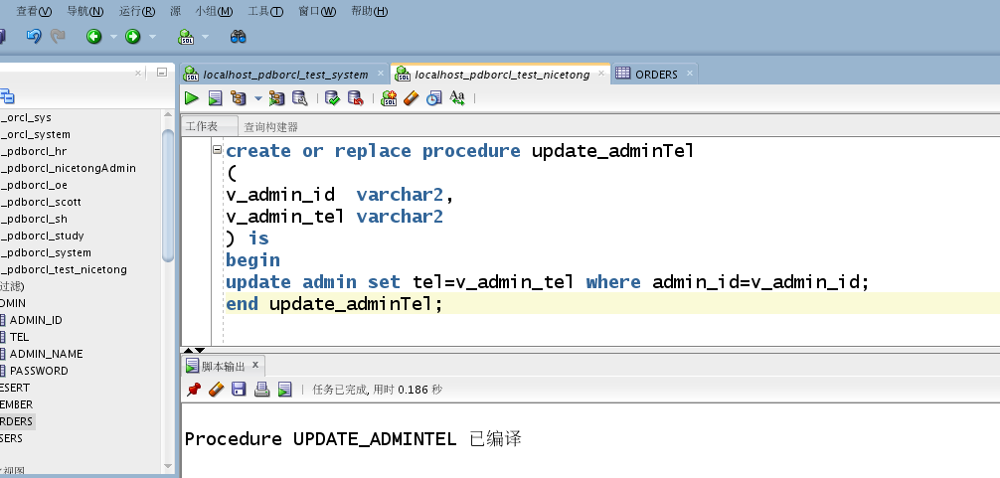 查看(V) 导航(N) 运行(R) 源 小组(M) 工具(T) 窗口(W) 帮助(H)
localhost_pdborcl_test_system localhost_pdborcl_test_nicetong ORDERS
工作表 查询构建器
_orcl_sys
_orcl_system
_pdborcl_hr
_pdborcl_nicetongAdmin
_pdborcl_oe
_pdborcl_scott
_pdborcl_sh
_pdborcl_study
_pdborcl_system
_pdborcl_test_nicetong
过滤)
DMIN
ADMIN_ID
TEL
ADMIN_NAME
PASSWORD
ESERT
EMBER
RDERS
SERS
视图
create or replace procedure update_adminTel
(
v_admin_id varchar2,
v_admin_tel varchar2
) is
begin
update admin set tel=v_admin_tel where admin_id=v_admin_id;
end update_adminTel;
脚本输出 x
任务已完成, 用时 0.186 秒
Procedure UPDATE_ADMINTEL 已编译